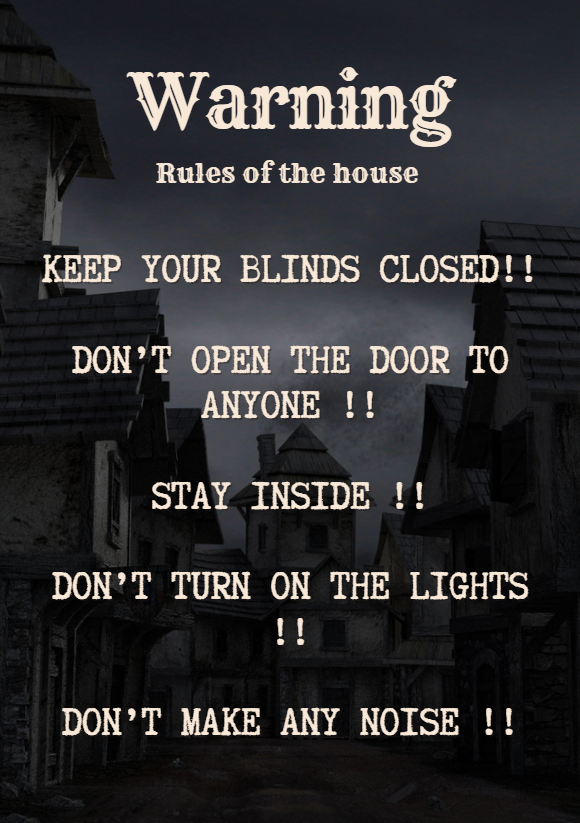 Warning
Rules of the house
KEEP YOUR BLINDS CLOSED!!
DON'T OPEN THE DOOR TO
ANYONE !!
STAY INSIDE !!
DON'T TURN ON THE LIGHTS
!!
DON'T MAKE ANY NOISE !!